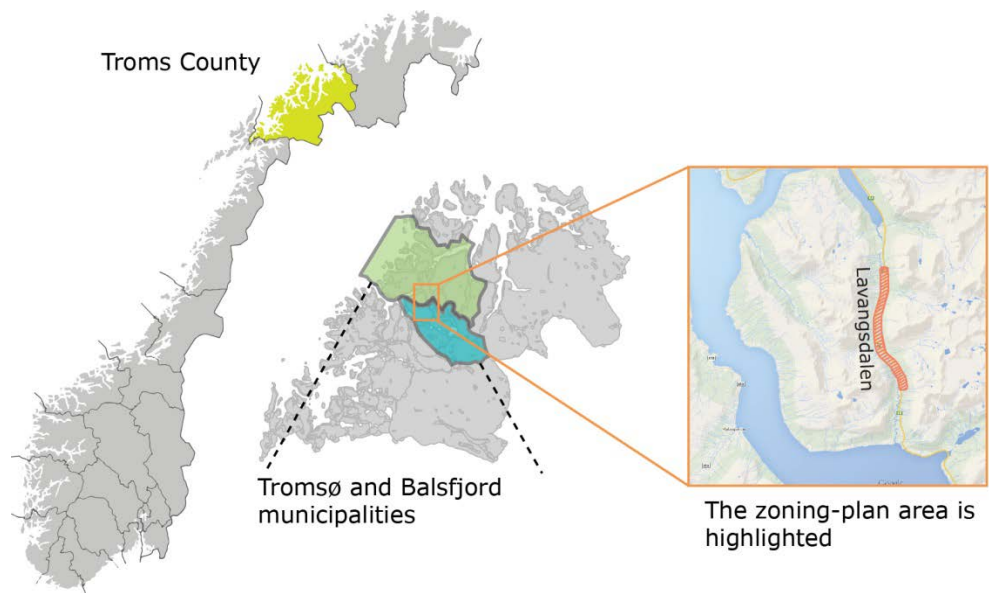 Troms County
Tromsø and Balsfjord
municipalities
Lavangsdalen
The zoning-plan area is
highlighted